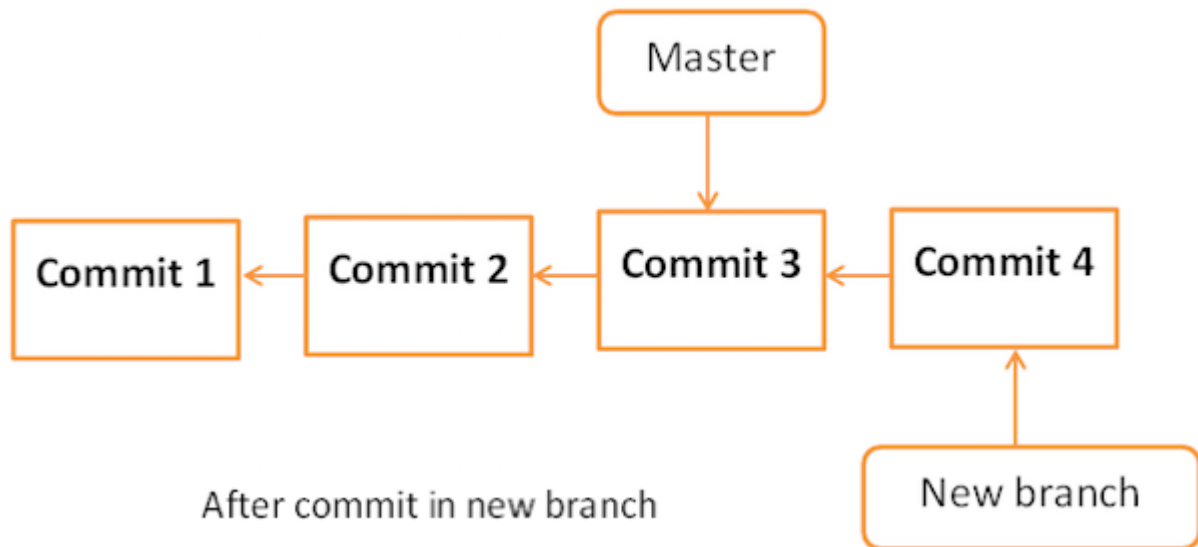 Master
Commit 1
Commit 2
Commit 3
Commit 4
After commit in new branch
New branch